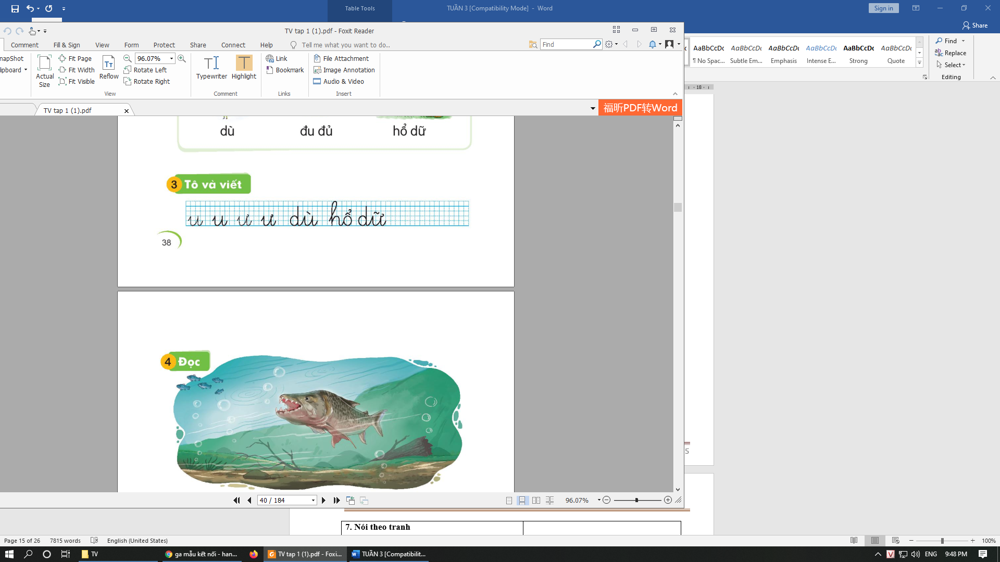 Table Tools
TUẦN 3 [Compatibility Mode] - Word
Sign in
Share
TV tap 1 (1).pdf - Foxit Reader
Comment Fill & Sign View Form Protect Share Connect Help Tell me what you want to do..
Find
napShot
lipboard
Actual Size
Fit Page
Fit Width
Fit Visible
Reflow
96.07%
Rotate Left
Rotate Right
View
Typewriter Highlight
Comment
Link
Bookmark
Links
File Attachment
Image Annotation
Audio & Video
Insert
AaBbCcDc AaBbCcDc AaBbCcDc AaBbCcDc AaBbCcDc AaBbCcDc
¶ No Spac... Subtle Em... Emphasis Intense E... Strong Quote
Find
Replace
Select
Editing
18
TV tap 1 (1).pdf
福昕PDF转Word
dù đu đủ hổ dữ
3 Tô và viết
u u ư ư dù hổ dữ
38
4 Đọc
5
40 / 184
96.07%
7. Nói theo tranh
Page 15 of 26 7815 words English (United States)
100%
TV
ga mẫu kết nối - han...
TV tap 1 (1).pdf - Foxi...
TUẦN 3 [Compatibilit...
ENG 9:48 PM